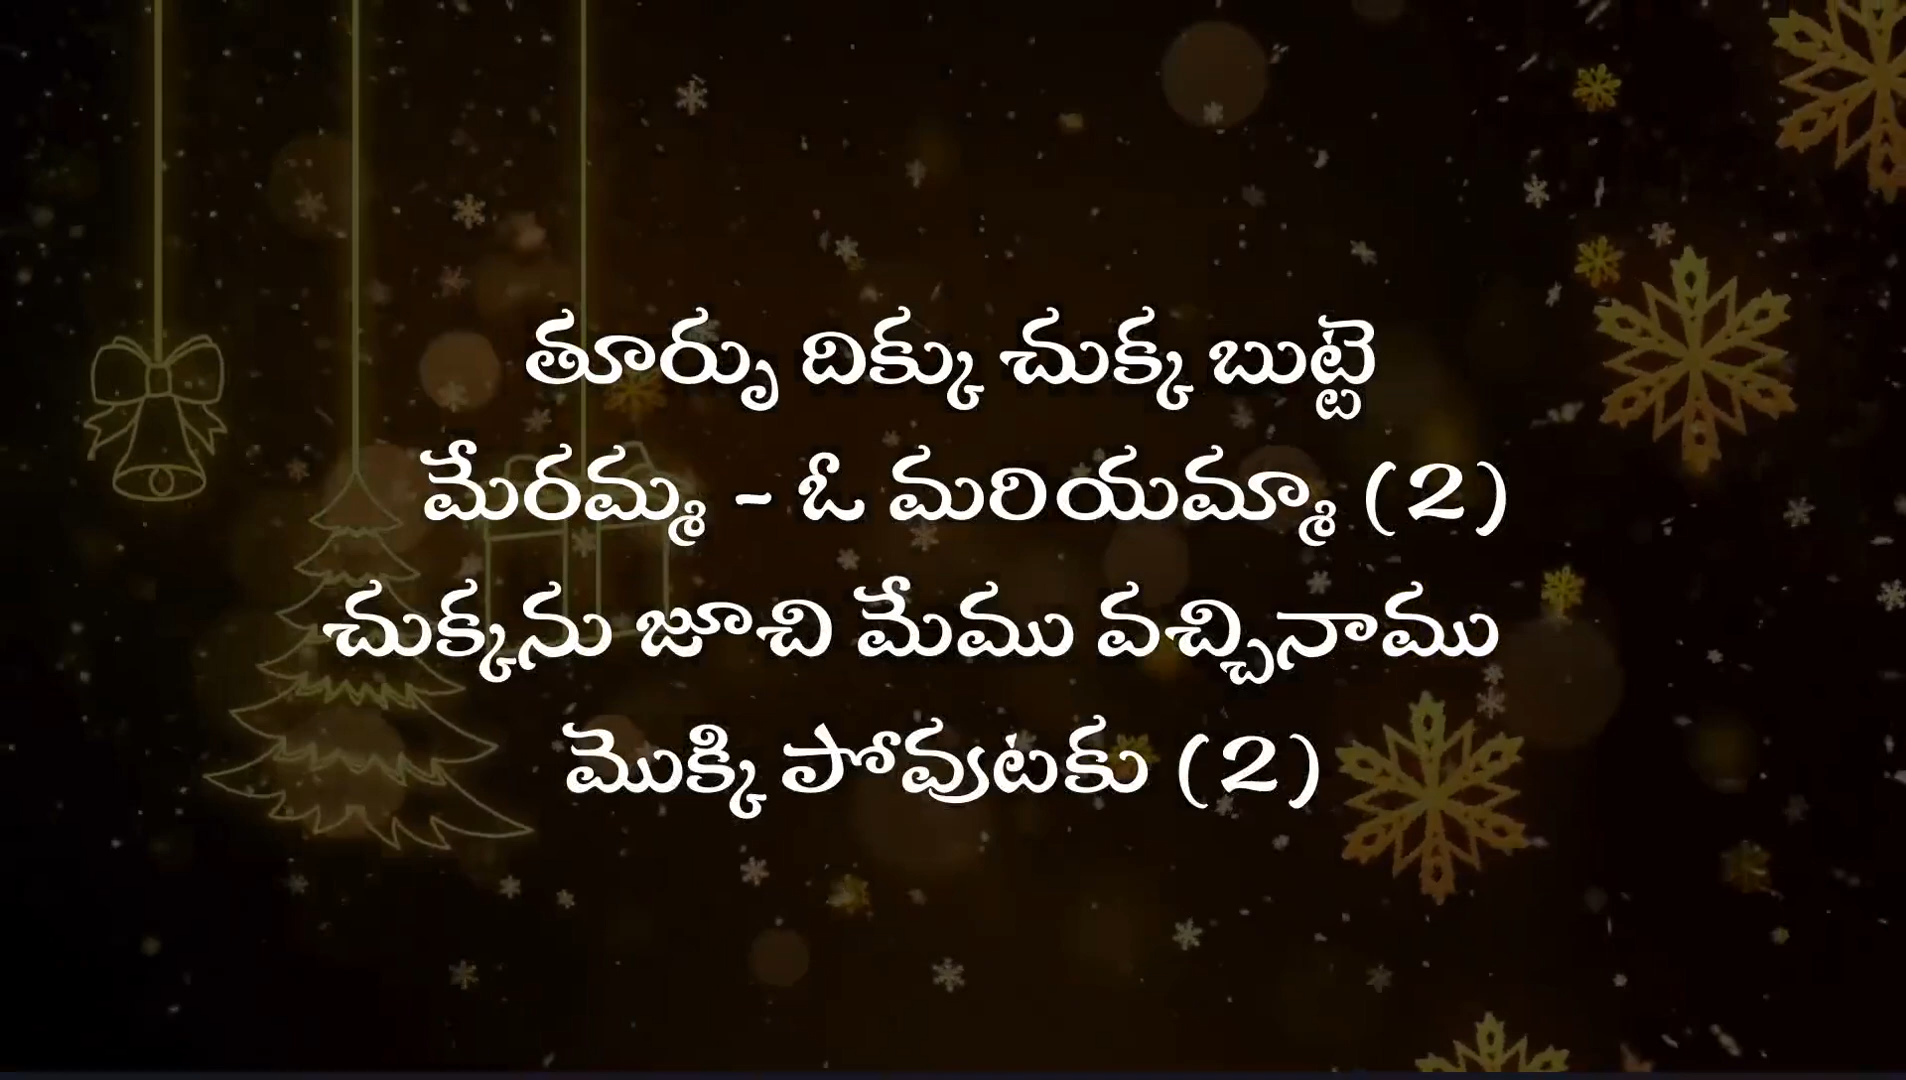 తూర్పు దిక్కు చుక్క బుట్టె
మేరమ్మ - ఓ మరియమ్మా (2)
చుక్కను జూచి మేము వచ్చినాము
మొక్కి పోవుటకు (2)